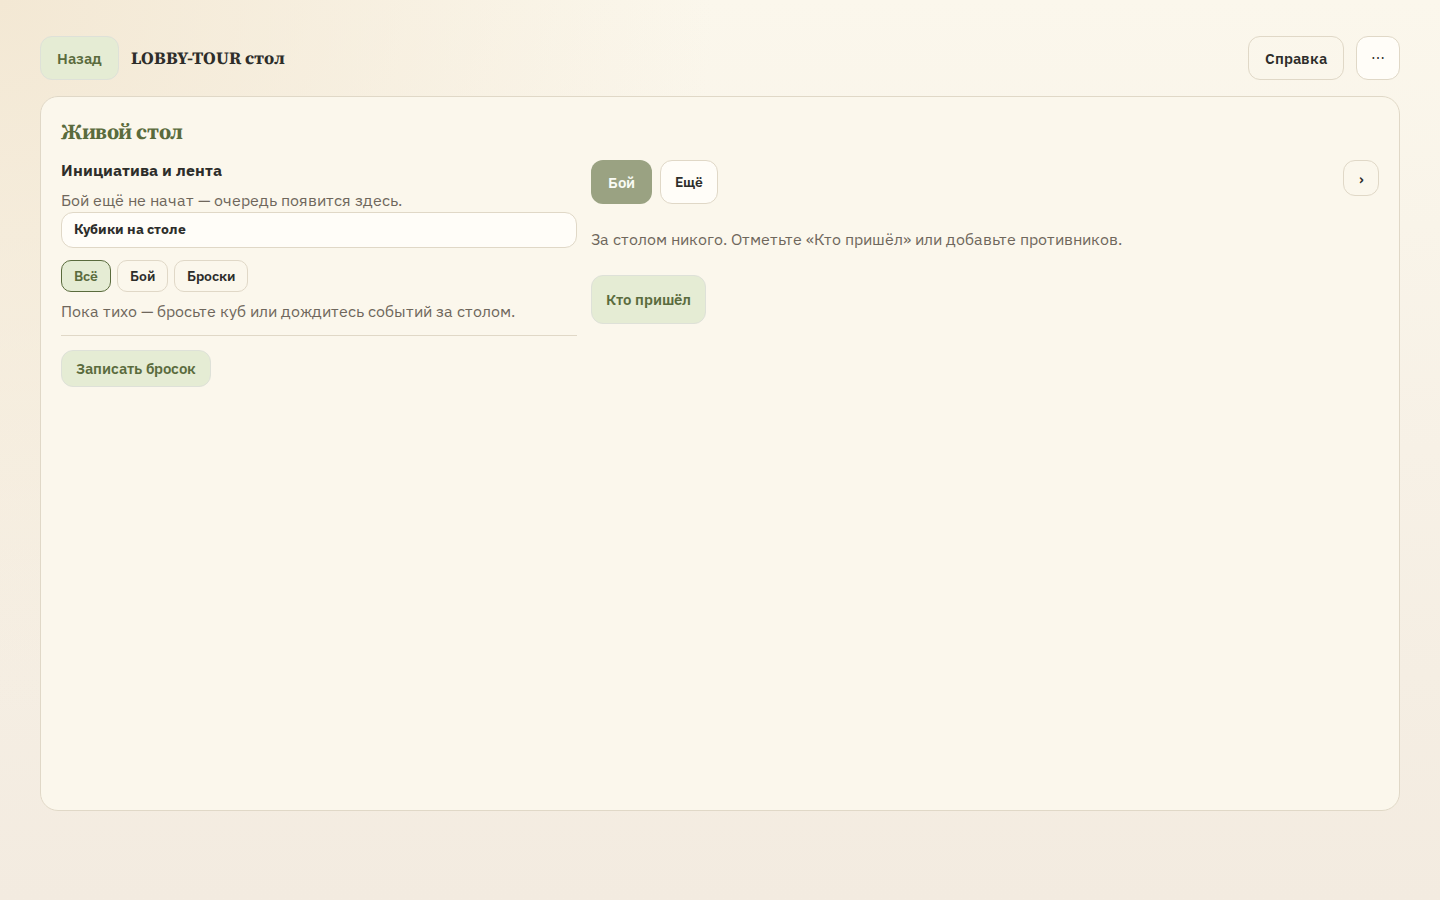 Назад
LOBBY-TOUR стол
Справка
...
Живой стол
Инициатива и лента
Бой ещё не начат — очередь появится здесь.
Кубики на столе
Всё
Бой
Броски
Пока тихо — бросьте куб или дождитесь событий за столом.
Записать бросок
Бой
Ещё
›
За столом никого. Отметьте «Кто пришёл» или добавьте противников.
Кто пришёл